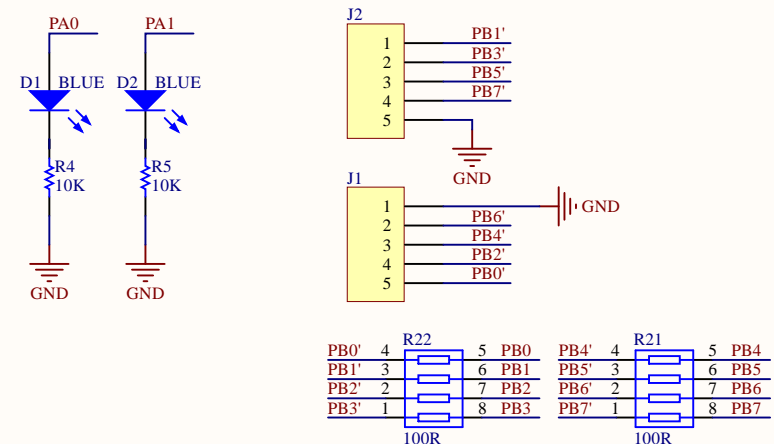 PA0 PA1
D1 BLUE D2 BLUE
R4 R5
10K 10K
GND GND
J2
1 PB1'
2 PB3'
3 PB5'
4 PB7'
5
GND
J1
1 GND
2 PB6'
3 PB4'
4 PB2'
5 PB0'
R22
PB0' 4 5 PB0
PB1' 3 6 PB1
PB2' 2 7 PB2
PB3' 1 8 PB3
100R
R21
PB4' 4 5 PB4
PB5' 3 6 PB5
PB6' 2 7 PB6
PB7' 1 8 PB7
100R